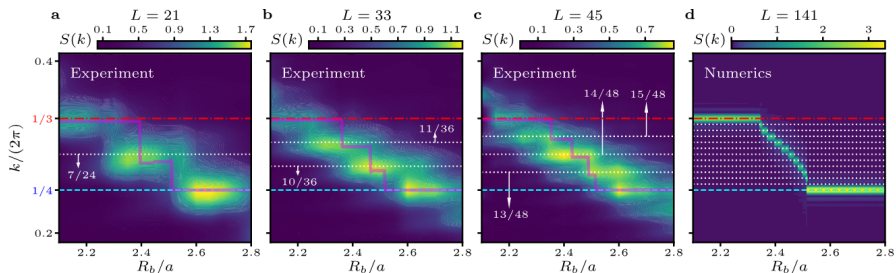 a L = 21 b L = 33 c L = 45 d L = 141
S(k) 0.1 0.5 0.9 1.3 1.7 S(k) 0.1 0.3 0.5 0.7 0.9 1.1 S(k) 0.1 0.3 0.5 0.7 S(k) 0 1 2 3
0.4 Experiment Experiment Experiment Numerics
14/48 15/48
1/3
11/36
k/(2π)
7/24 10/36
1/4
13/48
0.2
2.2 2.4 2.6 2.8 2.2 2.4 2.6 2.8 2.2 2.4 2.6 2.8 2.2 2.4 2.6 2.8
R_b/a R_b/a R_b/a R_b/a